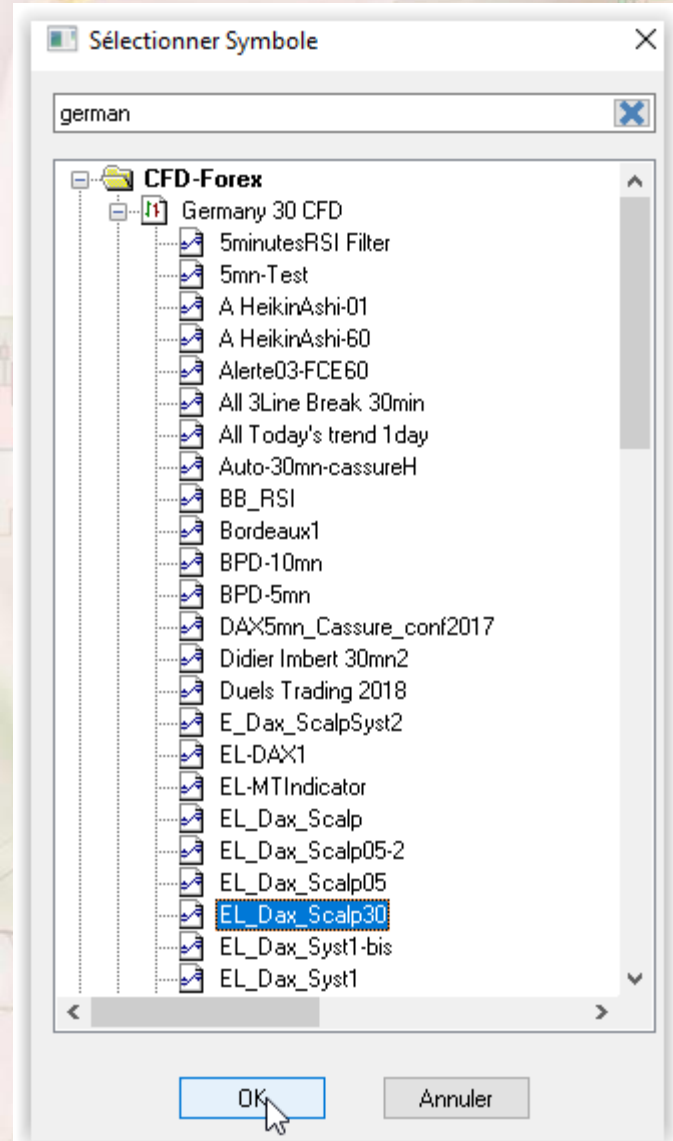 Sélectionner Symbole
german
CFD-Forex
Germany 30 CFD
5minutesRSI Filter
5mn-Test
A HeikinAshi-01
A HeikinAshi-60
Alerte03-FCE60
All 3Line Break 30min
All Today's trend 1day
Auto-30mn-cassureH
BB_RSI
Bordeaux1
BPD-10mn
BPD-5mn
DAX5mn_Cassure_conf2017
Didier Imbert 30mn2
Duels Trading 2018
E_Dax_ScalpSyst2
EL-DAX1
EL-MTIndicator
EL_Dax_Scalp
EL_Dax_Scalp05-2
EL_Dax_Scalp05
EL_Dax_Scalp30
EL_Dax_Syst1-bis
EL_Dax_Syst1
OK Annuler